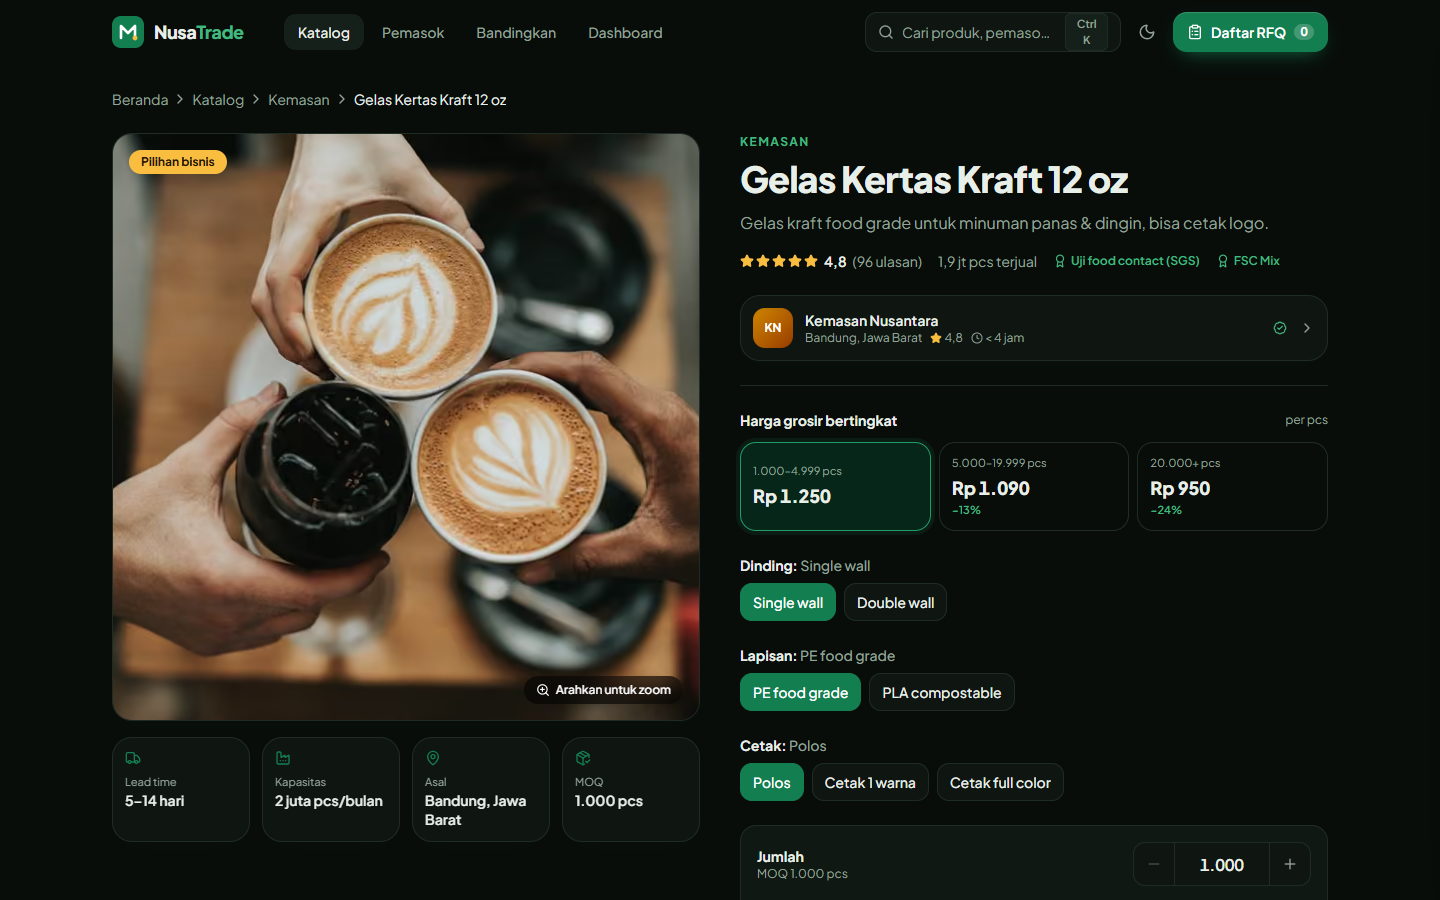 NusaTrade
Katalog
Pemasok
Bandingkan
Dashboard
Cari produk, pemaso...
Ctrl
K
Daftar RFQ 0
Beranda > Katalog > Kemasan > Gelas Kertas Kraft 12 oz
Pilihan bisnis
Arahkan untuk zoom
Lead time
5–14 hari
Kapasitas
2 juta pcs/bulan
Asal
Bandung, Jawa
Barat
MOQ
1.000 pcs
KEMASAN
Gelas Kertas Kraft 12 oz
Gelas kraft food grade untuk minuman panas & dingin, bisa cetak logo.
4,8 (96 ulasan) 1,9 jt pcs terjual Uji food contact (SGS) FSC Mix
KN
Kemasan Nusantara
Bandung, Jawa Barat 4,8 < 4 jam
Harga grosir bertingkat
per pcs
1.000–4.999 pcs
Rp 1.250
5.000–19.999 pcs
Rp 1.090
−13%
20.000+ pcs
Rp 950
−24%
Dinding: Single wall
Single wall
Double wall
Lapisan: PE food grade
PE food grade
PLA compostable
Cetak: Polos
Polos
Cetak 1 warna
Cetak full color
Jumlah
MOQ 1.000 pcs
− 1.000 +